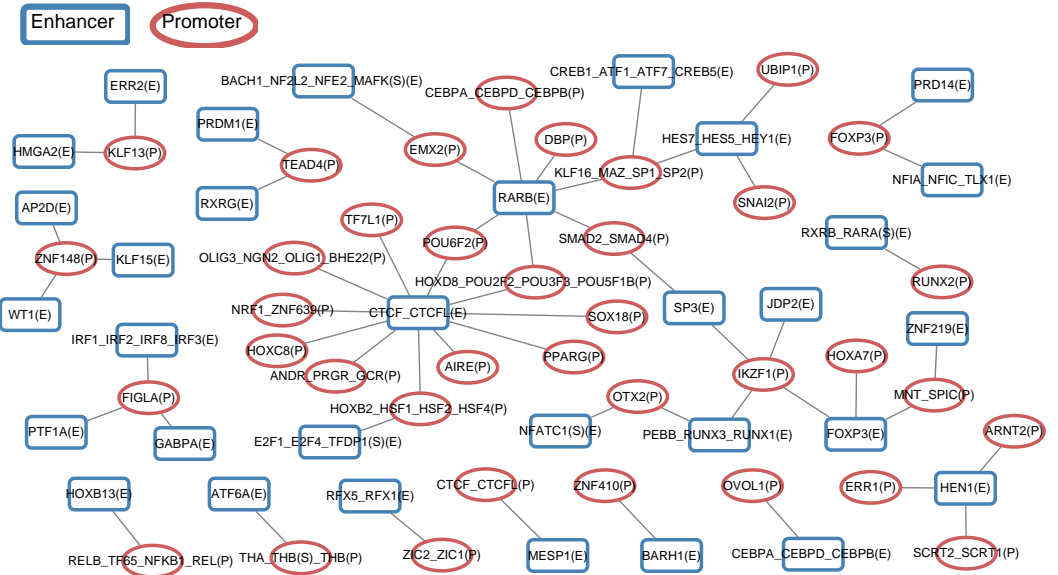 Enhancer
Promoter
BACH1_NF2L2_NFE2_MAFK(S)(E)
CREB1_ATF1_ATF7_CREB5(E)
UBIP1(P)
ERR2(E)
CEBPA_CEBPD_CEBPB(P)
PRD14(E)
PRDM1(E)
HMGA2(E)
KLF13(P)
TEAD4(P)
EMX2(P)
DBP(P)
HES7_HES5_HEY1(E)
FOXP3(P)
KLF16_MAZ_SP1_SP2(P)
NFIA_NFIC_TLX1(E)
RXRG(E)
RARB(E)
SNAI2(P)
AP2D(E)
TF7L1(P)
POU6F2(P)
SMAD2_SMAD4(P)
RXRB_RARA(S)(E)
ZNF148(P)
KLF15(E)
OLIG3_NGN2_OLIG1_BHE22(P)
HOXD8_POU2F2_POU3F3_POU5F1B(P)
RUNX2(P)
WT1(E)
NRF1_ZNF639(P)
CTCF_CTCFL(E)
SOX18(P)
SP3(E)
JDP2(E)
ZNF219(E)
IRF1_IRF2_IRF8_IRF3(E)
HOXC8(P)
PPARG(P)
HOXA7(P)
ANDR_PRGR_GCR(P)
AIRE(P)
IKZF1(P)
FIGLA(P)
OTX2(P)
MNT_SPIC(P)
HOXB2_HSF1_HSF2_HSF4(P)
PTF1A(E)
GABPA(E)
E2F1_E2F4_TFDP1(S)(E)
NFATC1(S)(E)
PEBB_RUNX3_RUNX1(E)
FOXP3(E)
ARNT2(P)
HOXB13(E)
ATF6A(E)
RFX5_RFX1(E)
CTCF_CTCFL(P)
ZNF410(P)
OVOL1(P)
ERR1(P)
HEN1(E)
RELB_TF65_NFKB1_REL(P)
THA_THB(S)_THB(P)
ZIC2_ZIC1(P)
MESP1(E)
BARH1(E)
CEBPA_CEBPD_CEBPB(E)
SCRT2_SCRT1(P)